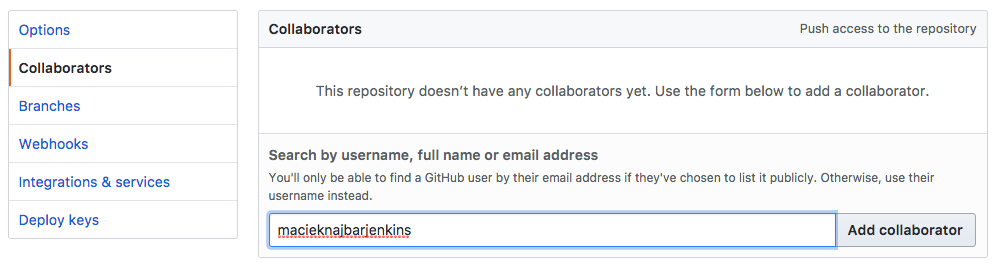 Options
Collaborators
Branches
Webhooks
Integrations & services
Deploy keys
Collaborators
Push access to the repository
This repository doesn’t have any collaborators yet. Use the form below to add a collaborator.
Search by username, full name or email address
You'll only be able to find a GitHub user by their email address if they've chosen to list it publicly. Otherwise, use their
username instead.
macieknajbarjenkins
Add collaborator